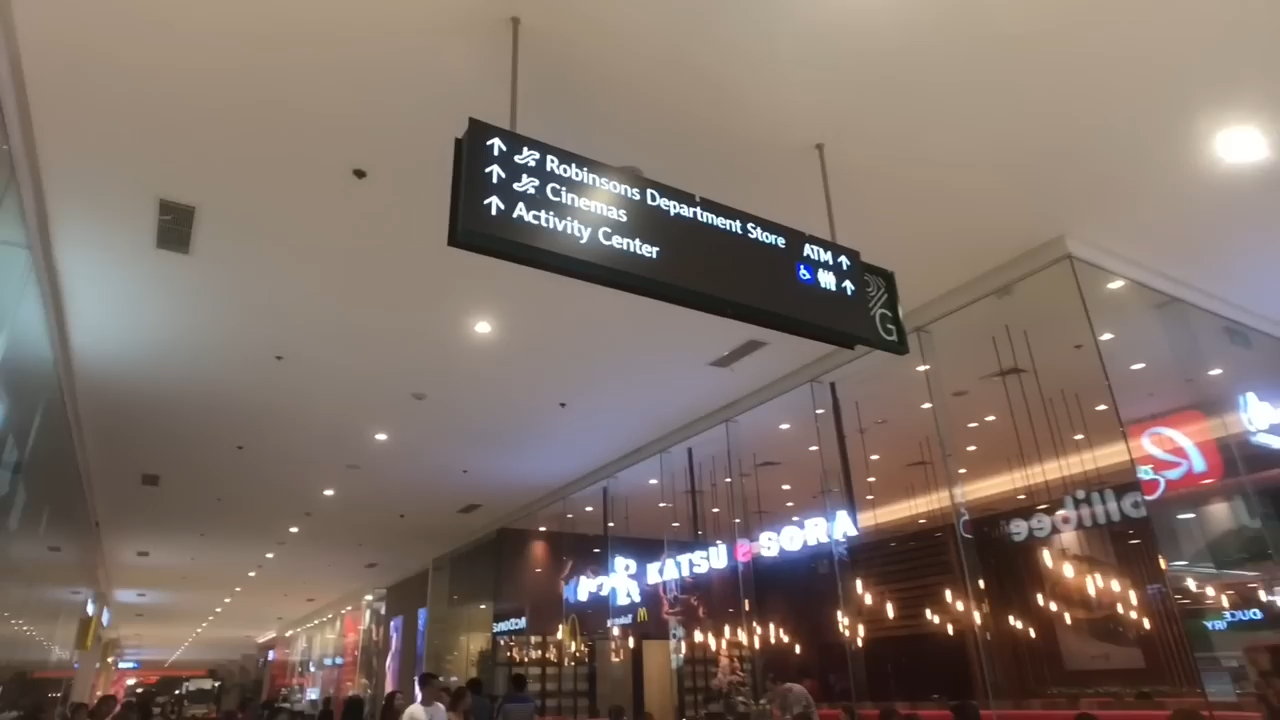 Robinsons Department Store
Cinemas
Activity Center
ATM
G
KATSU SORA
Jollibee